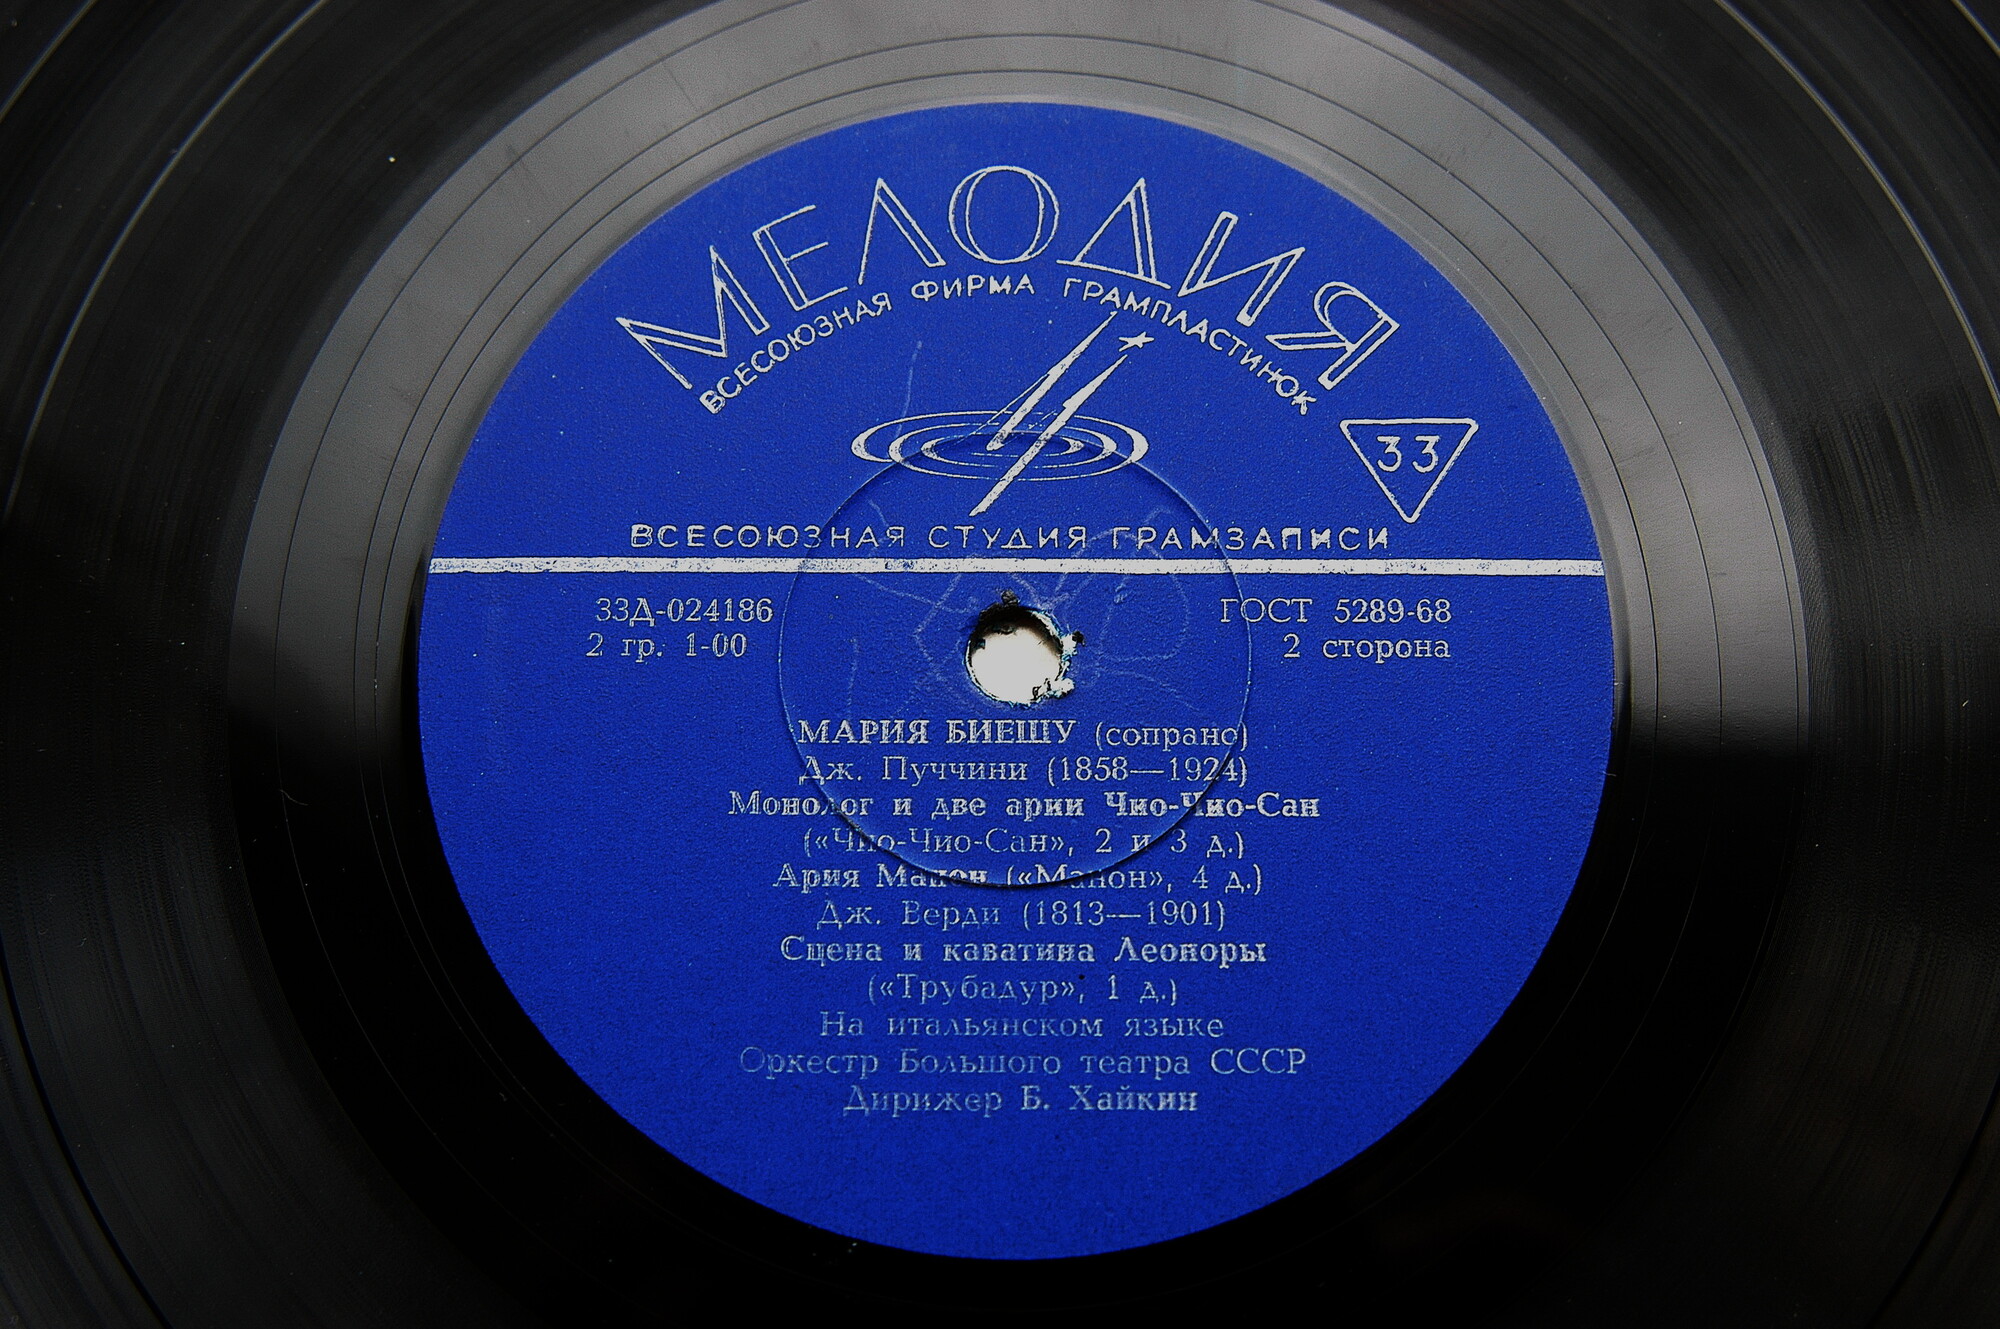 МЕЛОДИЯ
ВСЕСОЮЗНАЯ ФИРМА ГРАМПЛАСТИНОК
33
ВСЕСОЮЗНАЯ СТУДИЯ ГРАМЗАПИСИ
33Д-024186 ГОСТ 5289-68
2 гр. 1-00 2 сторона
МАРИЯ БИЕШУ (сопрано)
Дж. Пуччини (1858—1924)
Монолог и две арии Чио-Чио-Сан
(«Чио-Чио-Сан», 2 и 3 д.)
Ария Манон («Манон», 4 д.)
Дж. Верди (1813—1901)
Сцена и каватина Леоноры
(«Трубадур», 1 д.)
На итальянском языке
Оркестр Большого театра СССР
Дирижер Б. Хайкин